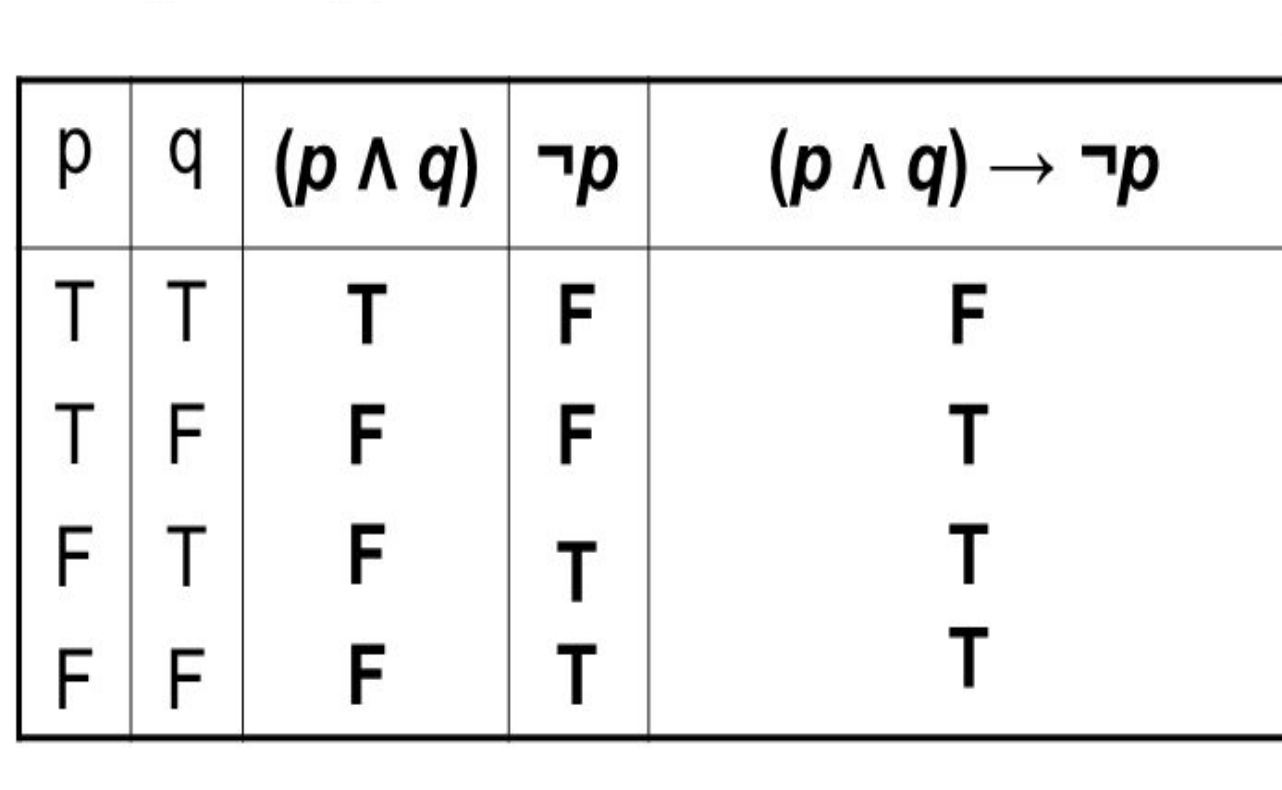 p q (p ∧ q) ¬p (p ∧ q) → ¬p
T T T F F
T F F F T
F T F T T
F F F T T